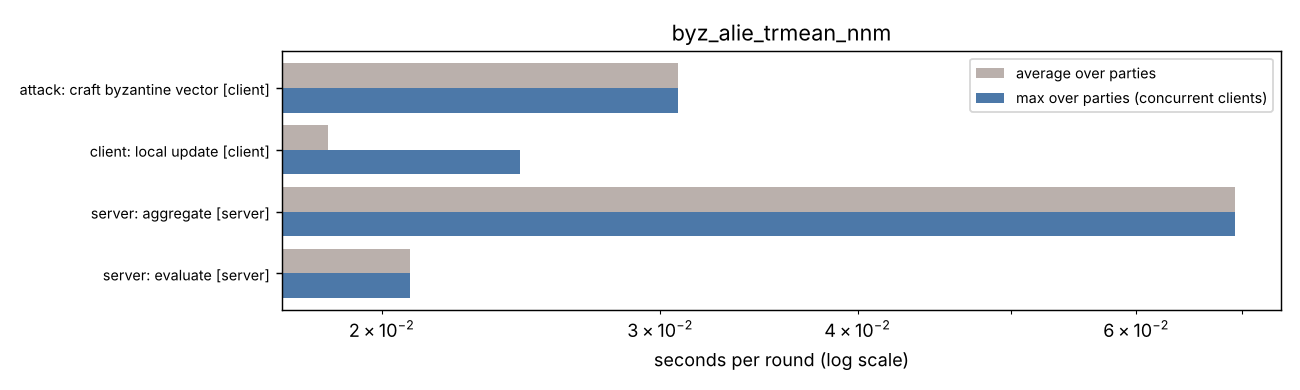 byz_alie_trmean_nnm
average over parties
max over parties (concurrent clients)
attack: craft byzantine vector [client]
client: local update [client]
server: aggregate [server]
server: evaluate [server]
2 × 10⁻² 3 × 10⁻² 4 × 10⁻² 6 × 10⁻²
seconds per round (log scale)